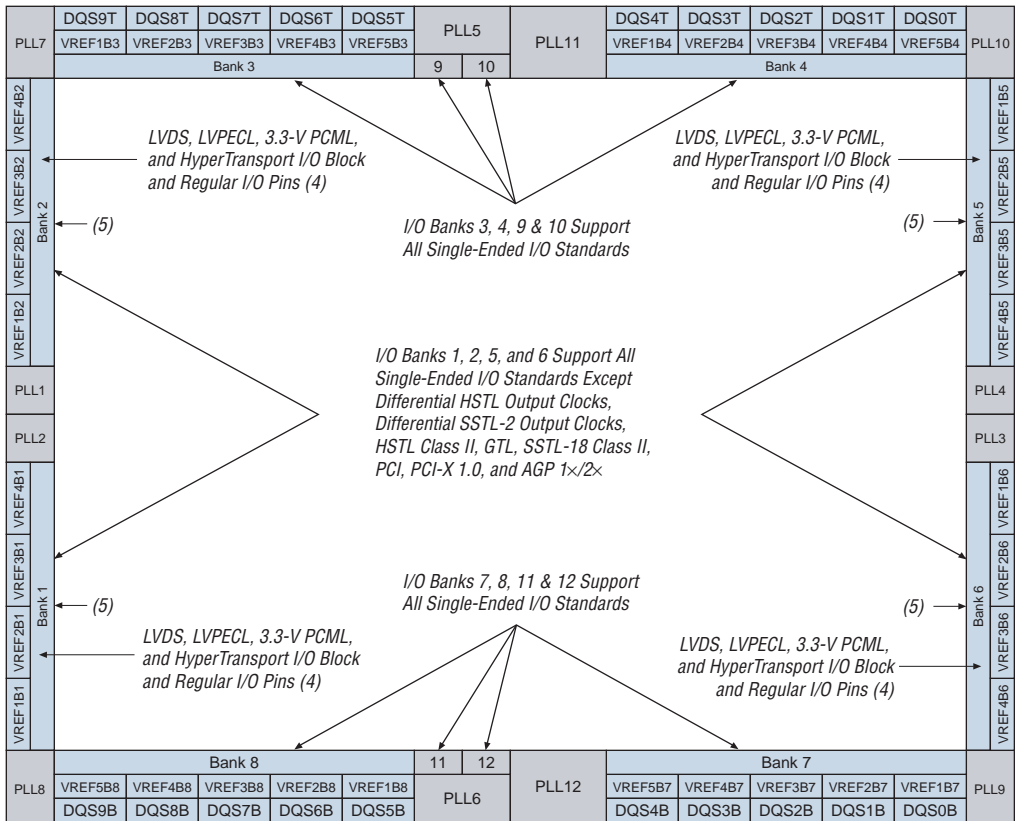 DQS9T DQS8T DQS7T DQS6T DQS5T DQS4T DQS3T DQS2T DQS1T DQS0T
PLL7 PLL5 PLL11 PLL10
VREF1B3 VREF2B3 VREF3B3 VREF4B3 VREF5B3 VREF1B4 VREF2B4 VREF3B4 VREF4B4 VREF5B4
Bank 3 9 10 Bank 4
VREF4B2
VREF3B2
VREF2B2
VREF1B2
Bank 2
LVDS, LVPECL, 3.3-V PCML,
and HyperTransport I/O Block
and Regular I/O Pins (4)
(5)
LVDS, LVPECL, 3.3-V PCML,
and HyperTransport I/O Block
and Regular I/O Pins (4)
(5)
VREF1B5
VREF2B5
VREF3B5
VREF4B5
Bank 5
I/O Banks 3, 4, 9 & 10 Support
All Single-Ended I/O Standards
I/O Banks 1, 2, 5, and 6 Support All
Single-Ended I/O Standards Except
Differential HSTL Output Clocks,
Differential SSTL-2 Output Clocks,
HSTL Class II, GTL, SSTL-18 Class II,
PCI, PCI-X 1.0, and AGP 1×/2×
PLL1 PLL4
PLL2 PLL3
VREF4B1
VREF3B1
VREF2B1
VREF1B1
Bank 1
I/O Banks 7, 8, 11 & 12 Support
All Single-Ended I/O Standards
(5)
LVDS, LVPECL, 3.3-V PCML,
and HyperTransport I/O Block
and Regular I/O Pins (4)
(5)
LVDS, LVPECL, 3.3-V PCML,
and HyperTransport I/O Block
and Regular I/O Pins (4)
VREF1B6
VREF2B6
VREF3B6
VREF4B6
Bank 6
Bank 8 11 12 Bank 7
PLL8 PLL6 PLL12 PLL9
VREF5B8 VREF4B8 VREF3B8 VREF2B8 VREF1B8 VREF5B7 VREF4B7 VREF3B7 VREF2B7 VREF1B7
DQS9B DQS8B DQS7B DQS6B DQS5B DQS4B DQS3B DQS2B DQS1B DQS0B